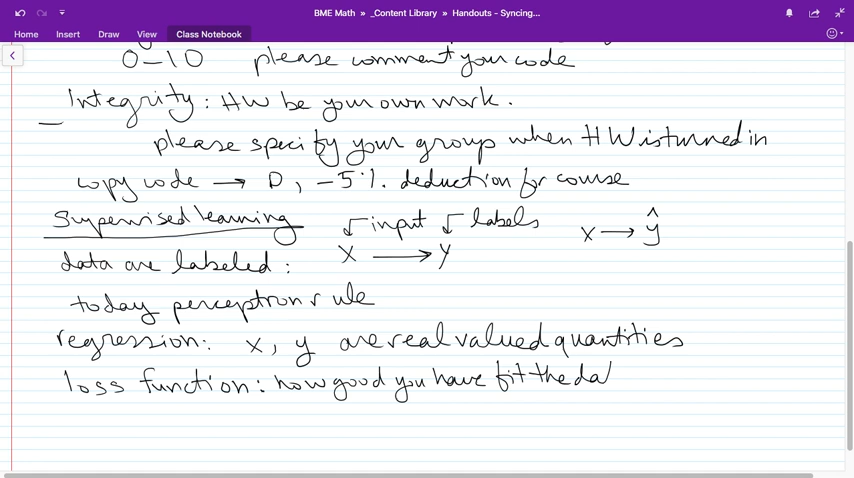 BME Math » _Content Library » Handouts - Syncing...
Home Insert Draw View Class Notebook
0-10 please comment your code
Integrity: HW be your own work.
please specify your group when HW is turned in
copy code → 0, -5%. deduction for course
Supervised learning ↓ input ↓ labels
X → Y X → ŷ
data are labeled:
today perceptron rule
regression: x, y are real valued quantities
loss function: how good you have fit the da